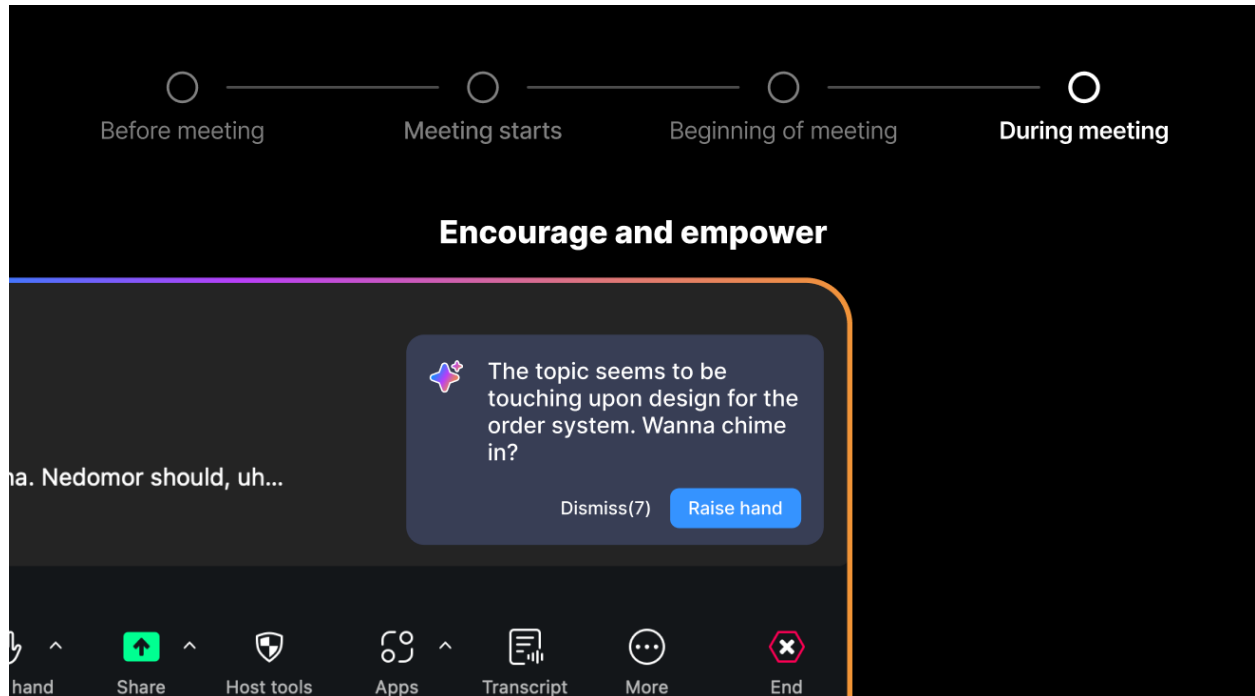 Before meeting
Meeting starts
Beginning of meeting
During meeting
Encourage and empower
The topic seems to be
touching upon design for the
order system. Wanna chime
in?
Dismiss(7)
Raise hand
Nedomor should, uh...
hand
Share
Host tools
Apps
Transcript
More
End